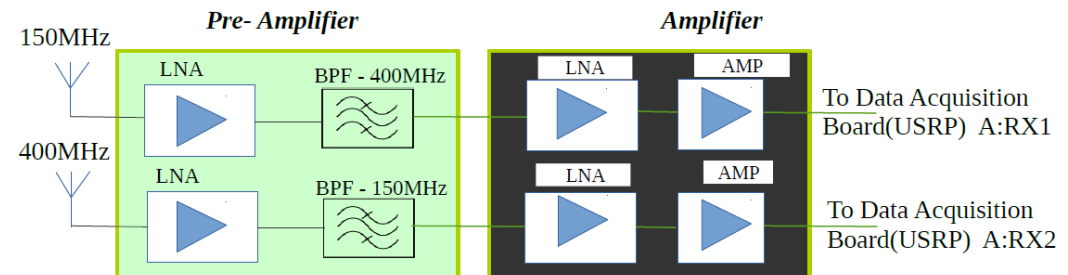 Pre- Amplifier
Amplifier
150MHz
LNA
BPF - 400MHz
LNA
AMP
To Data Acquisition
Board(USRP) A:RX1
400MHz
LNA
BPF - 150MHz
LNA
AMP
To Data Acquisition
Board(USRP) A:RX2